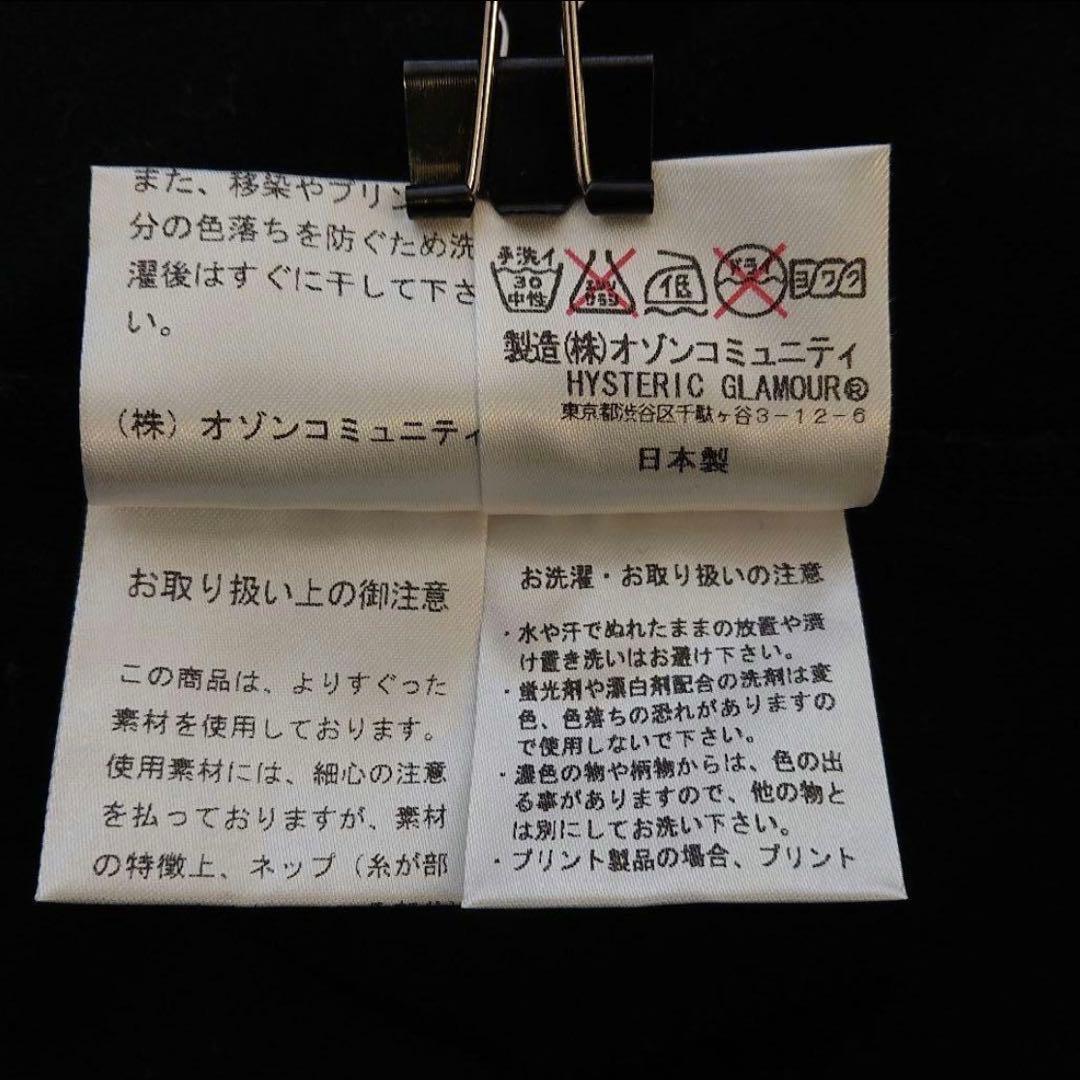 また、移染やプリン
分の色落ちを防ぐため洗
濯後はすぐに干して下さ
い。
(株)オゾンコミュニティ
お取り扱い上の御注意
この商品は、よりすぐった
素材を使用しております。
使用素材には、細心の注意
を払っておりますが、素材
の特徴上、ネップ(糸が部
手洗イ
30
中性
エンソ
サラシ
低
ドライ
ヨワク
製造(株)オゾンコミュニティ
HYSTERIC GLAMOUR®
東京都渋谷区千駄ヶ谷3-12-6
日本製
お洗濯・お取り扱いの注意
・水や汗でぬれたままの放置や漬
け置き洗いはお避け下さい。
・蛍光剤や漂白剤配合の洗剤は変
色、色落ちの恐れがありますの
で使用しないで下さい。
・濃色の物や柄物からは、色の出
る事がありますので、他の物と
は別にしてお洗い下さい。
・プリント製品の場合、プリント